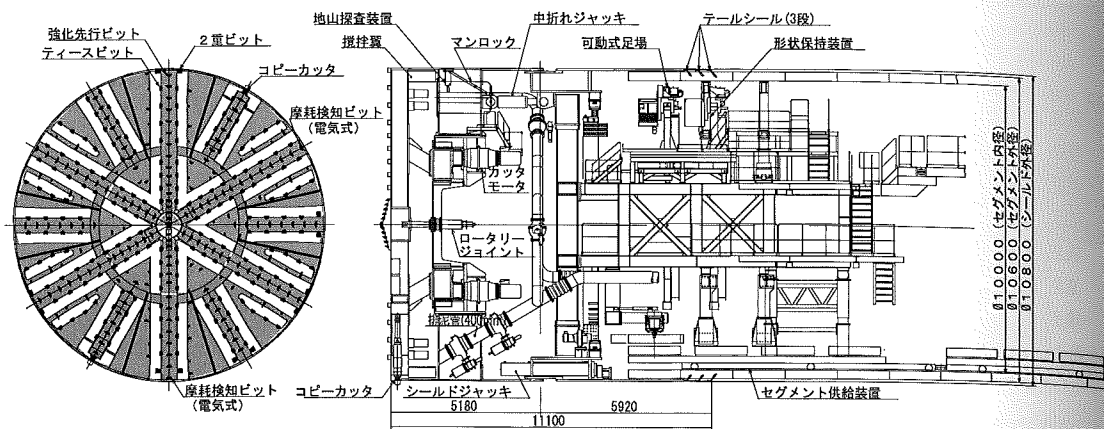 強化先行ビット
ティースビット
2重ビット
コピーカッタ
摩耗検知ビット
(電気式)
摩耗検知ビット
(電気式)
地山探査装置
撹拌翼
マンロック
中折れジャッキ
可動式足場
テールシール(3段)
形状保持装置
カッタ
モータ
ロータリー
ジョイント
コピーカッタ
シールドジャッキ
セグメント供給装置
5180
5920
11100
Ø10000 (セグメント内径)
Ø10600 (セグメント外径)
Ø10800 (シールド外径)